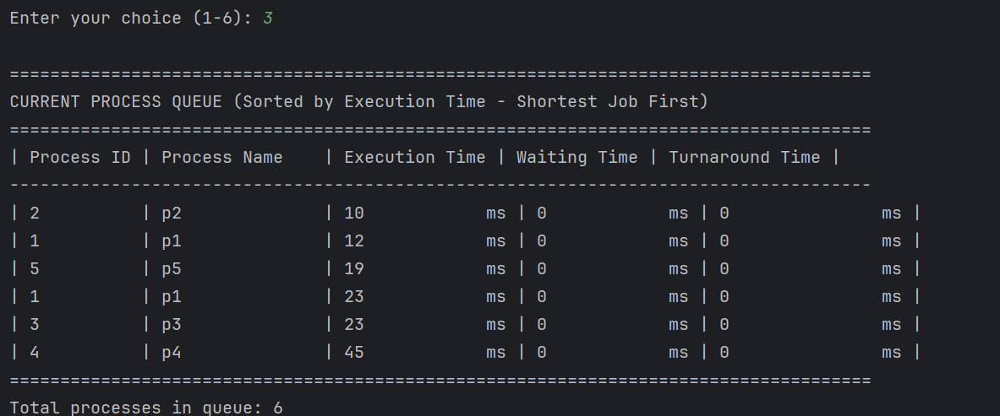 Enter your choice (1-6): 3
=====================================================================================
CURRENT PROCESS QUEUE (Sorted by Execution Time - Shortest Job First)
=====================================================================================
| Process ID | Process Name    | Execution Time | Waiting Time | Turnaround Time |
-------------------------------------------------------------------------------------
| 2          | p2              | 10            ms | 0            ms | 0               ms |
| 1          | p1              | 12            ms | 0            ms | 0               ms |
| 5          | p5              | 19            ms | 0            ms | 0               ms |
| 1          | p1              | 23            ms | 0            ms | 0               ms |
| 3          | p3              | 23            ms | 0            ms | 0               ms |
| 4          | p4              | 45            ms | 0            ms | 0               ms |
=====================================================================================
Total processes in queue: 6